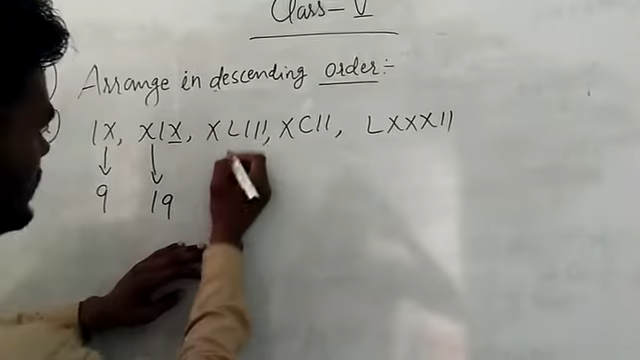 Class- V
) Arrange in descending order:-
) IX, XIX, XLIII, XCII, LXXXII
9 19